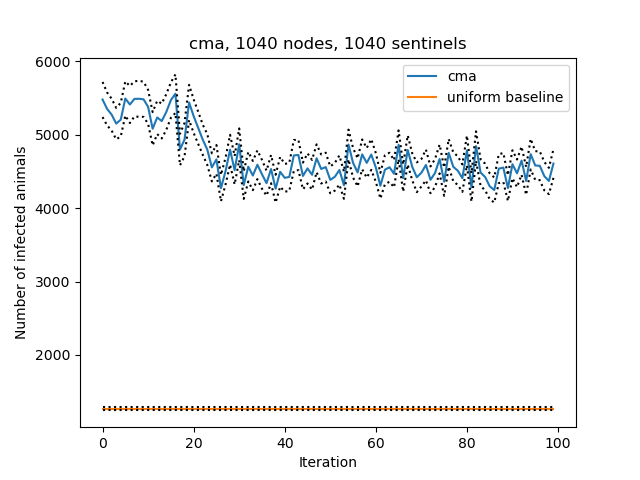 cma, 1040 nodes, 1040 sentinels
6000
5000
4000
3000
2000
Number of infected animals
cma
uniform baseline
0
20
40
60
80
100
Iteration